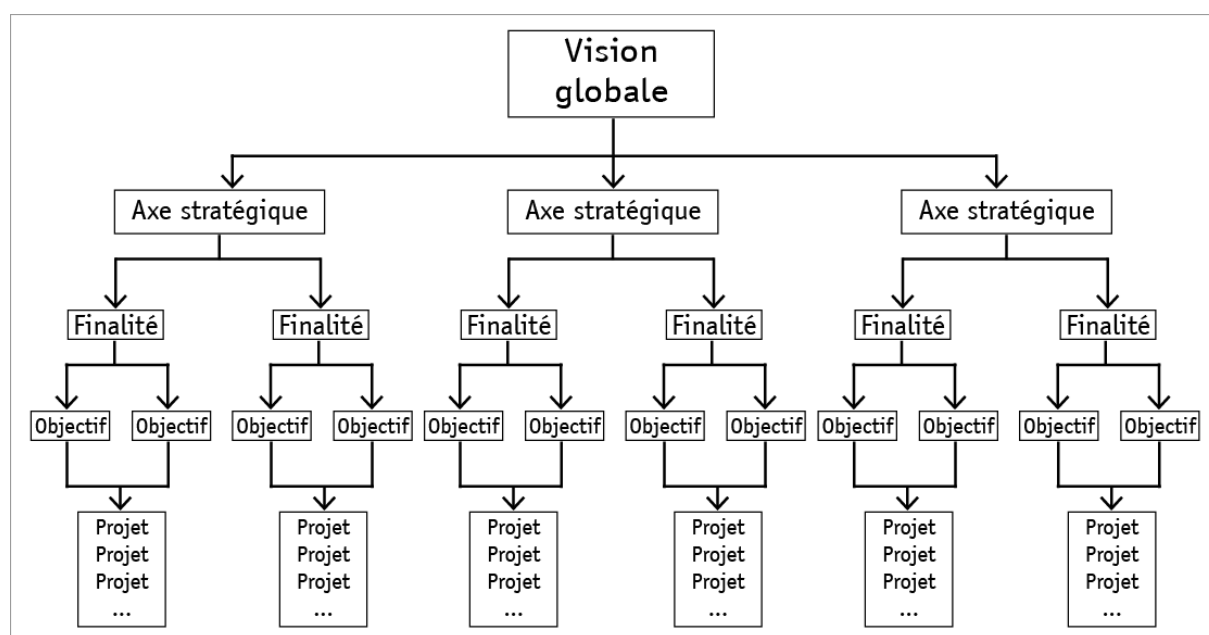 Vision
globale
Axe stratégique
Axe stratégique
Axe stratégique
Finalité
Finalité
Finalité
Finalité
Finalité
Finalité
Objectif
Objectif
Objectif
Objectif
Objectif
Objectif
Objectif
Objectif
Objectif
Objectif
Objectif
Objectif
Projet
Projet
Projet
...
Projet
Projet
Projet
...
Projet
Projet
Projet
...
Projet
Projet
Projet
...
Projet
Projet
Projet
...
Projet
Projet
Projet
...